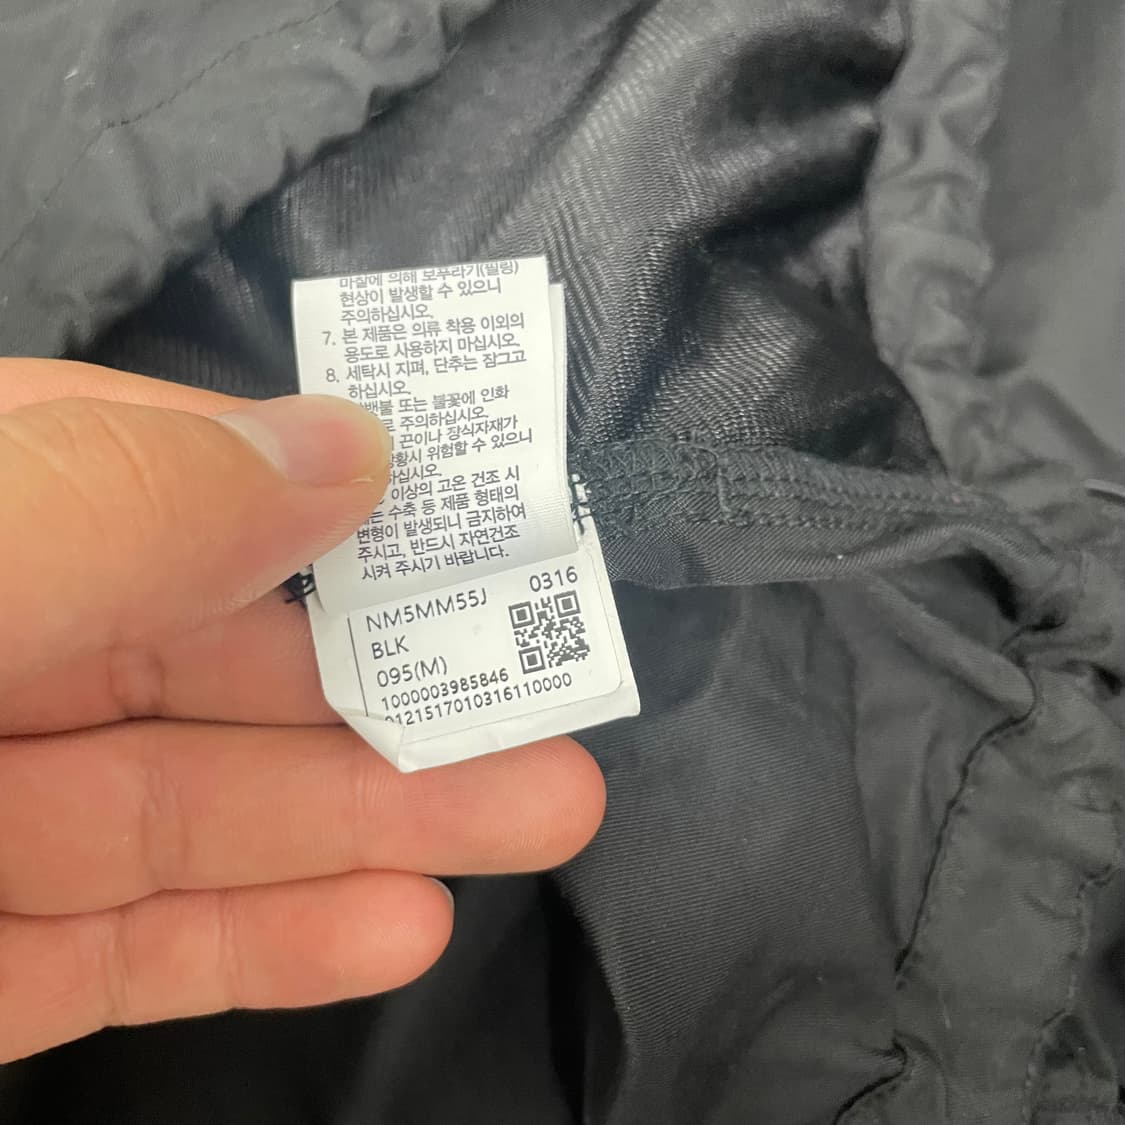 마찰에 의해 보푸라기(필링)
현상이 발생할 수 있으니
주의하십시오.
7. 본 제품은 의류 착용 이외의
용도로 사용하지 마십시오.
8. 세탁시 지퍼, 단추는 잠그고
하십시오.
또는 불꽃에 인화
주의하십시오.
끈이나 장식자재가
위험할 수 있으니
하십시오.
이상의 고온 건조 시
수축 등 제품 형태의
변형이 발생되니 금지하여
주시고, 반드시 자연건조
시켜 주시기 바랍니다.
NM5MM55J 0316
BLK
095(M)
1000003985846
0121517010316110000